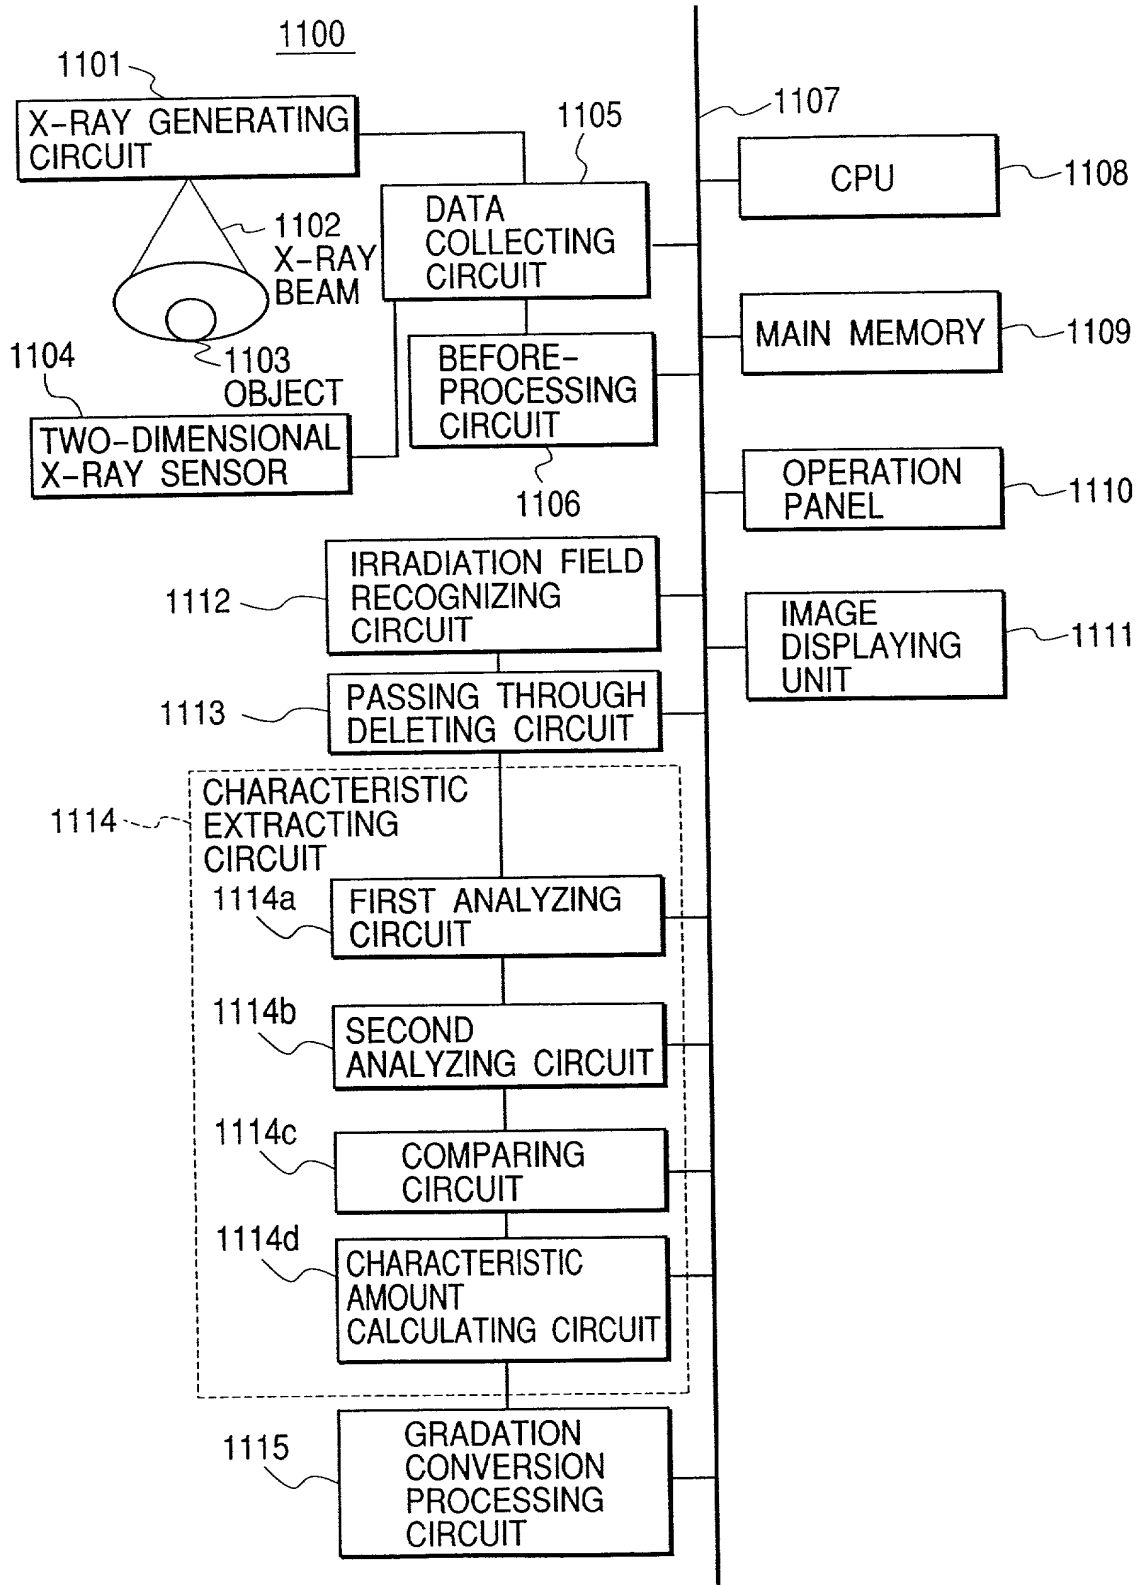 1100
1101
X-RAY GENERATING
CIRCUIT
1102
X-RAY
BEAM
1103
OBJECT
1104
TWO-DIMENSIONAL
X-RAY SENSOR
1105
DATA
COLLECTING
CIRCUIT
BEFORE-
PROCESSING
CIRCUIT
1106
1107
CPU
1108
MAIN MEMORY
1109
OPERATION
PANEL
1110
IMAGE
DISPLAYING
UNIT
1111
1112
IRRADIATION FIELD
RECOGNIZING
CIRCUIT
1113
PASSING THROUGH
DELETING CIRCUIT
1114
CHARACTERISTIC
EXTRACTING
CIRCUIT
1114a
FIRST ANALYZING
CIRCUIT
1114b
SECOND
ANALYZING CIRCUIT
1114c
COMPARING
CIRCUIT
1114d
CHARACTERISTIC
AMOUNT
CALCULATING CIRCUIT
1115
GRADATION
CONVERSION
PROCESSING
CIRCUIT